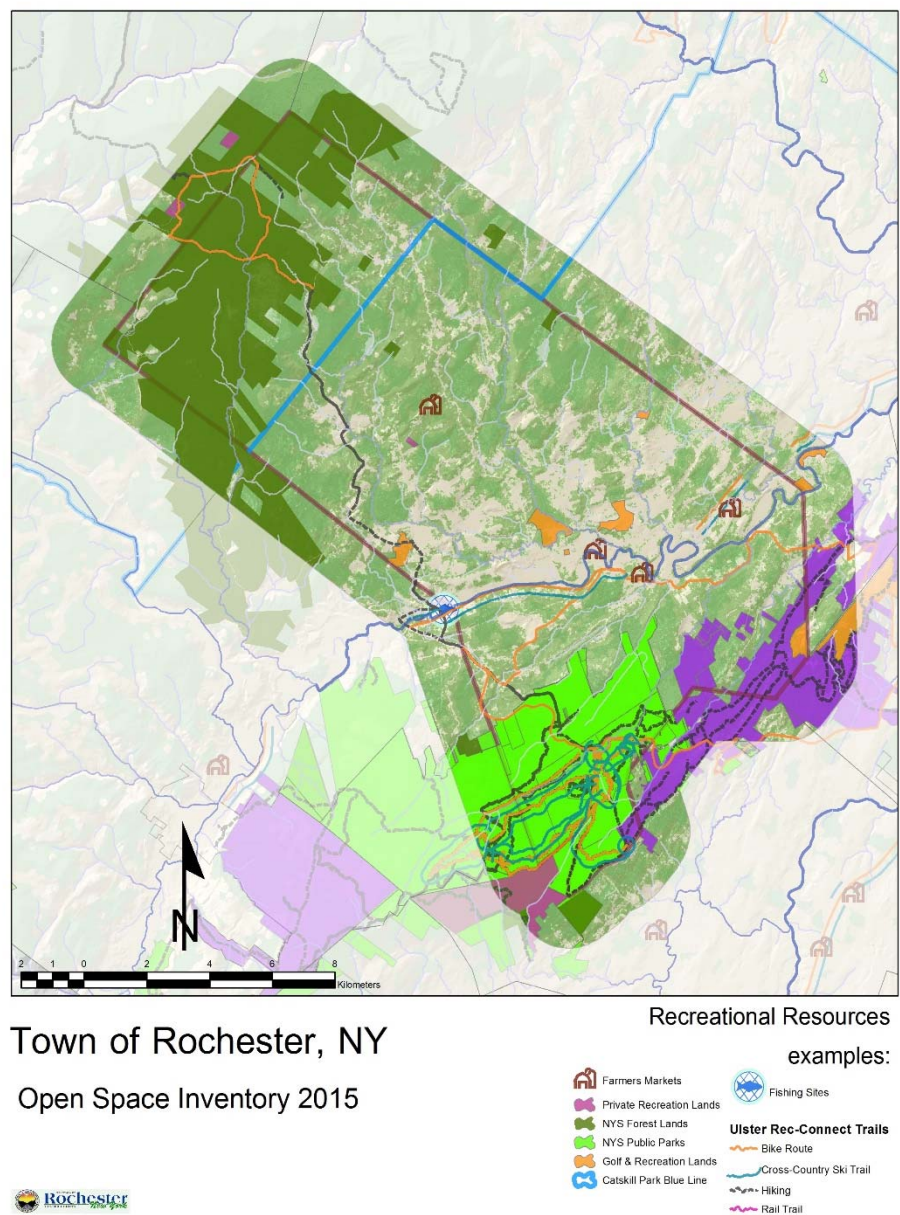 N
2 1 0 2 4 6 8
Kilometers
Town of Rochester, NY
Open Space Inventory 2015
Recreational Resources
examples:
Farmers Markets
Private Recreation Lands
NYS Forest Lands
NYS Public Parks
Golf & Recreation Lands
Catskill Park Blue Line
Fishing Sites
Ulster Rec-Connect Trails
Bike Route
Cross-Country Ski Trail
Hiking
Rail Trail
Rochester